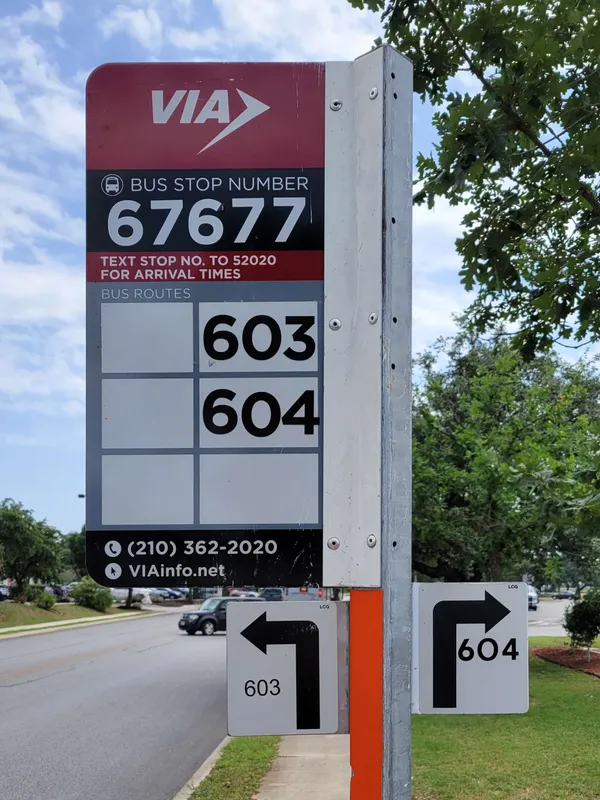 VIA
BUS STOP NUMBER
67677
TEXT STOP NO. TO 52020
FOR ARRIVAL TIMES
BUS ROUTES
603
604
(210) 362-2020
VIAinfo.net
LCG
603
LCG
604